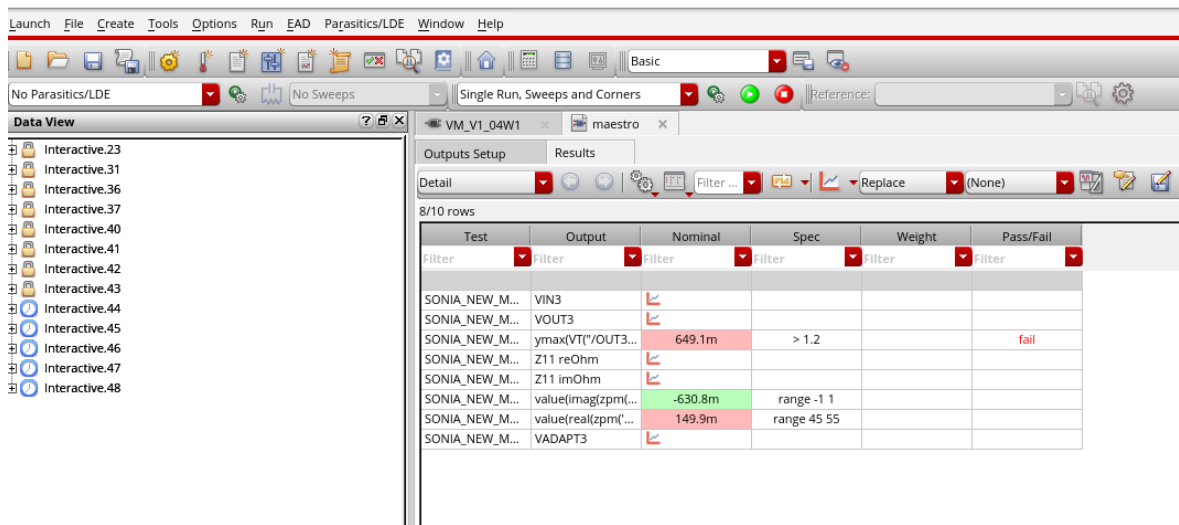 Launch File Create Tools Options Run EAD Parasitics/LDE Window Help
Basic
No Parasitics/LDE No Sweeps Single Run, Sweeps and Corners Reference:
Data View
Interactive.23
Interactive.31
Interactive.36
Interactive.37
Interactive.40
Interactive.41
Interactive.42
Interactive.43
Interactive.44
Interactive.45
Interactive.46
Interactive.47
Interactive.48
VM_V1_04W1 maestro
Outputs Setup Results
Detail Filter ... Replace (None)
8/10 rows
Test Output Nominal Spec Weight Pass/Fail
Filter Filter Filter Filter Filter Filter
SONIA_NEW_M... VIN3
SONIA_NEW_M... VOUT3
SONIA_NEW_M... ymax(VT("/OUT3... 649.1m > 1.2 fail
SONIA_NEW_M... Z11 reOhm
SONIA_NEW_M... Z11 imOhm
SONIA_NEW_M... value(imag(zpm(... -630.8m range -1 1
SONIA_NEW_M... value(real(zpm('... 149.9m range 45 55
SONIA_NEW_M... VADAPT3